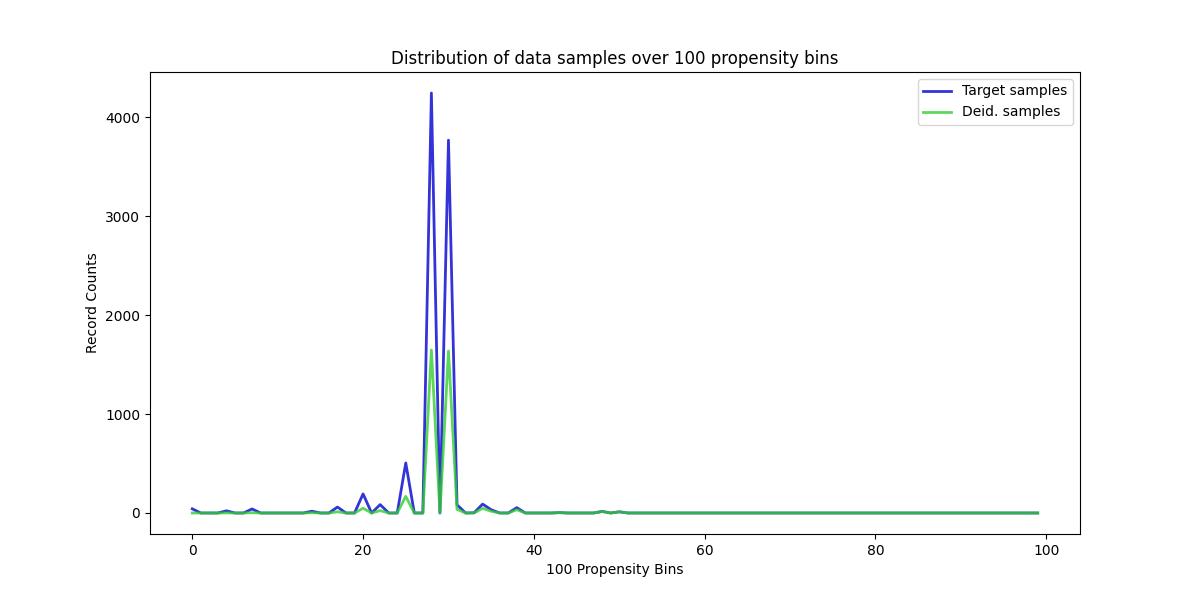 Distribution of data samples over 100 propensity bins
Target samples
Deid. samples
4000
3000
2000
1000
0
Record Counts
0 20 40 60 80 100
100 Propensity Bins